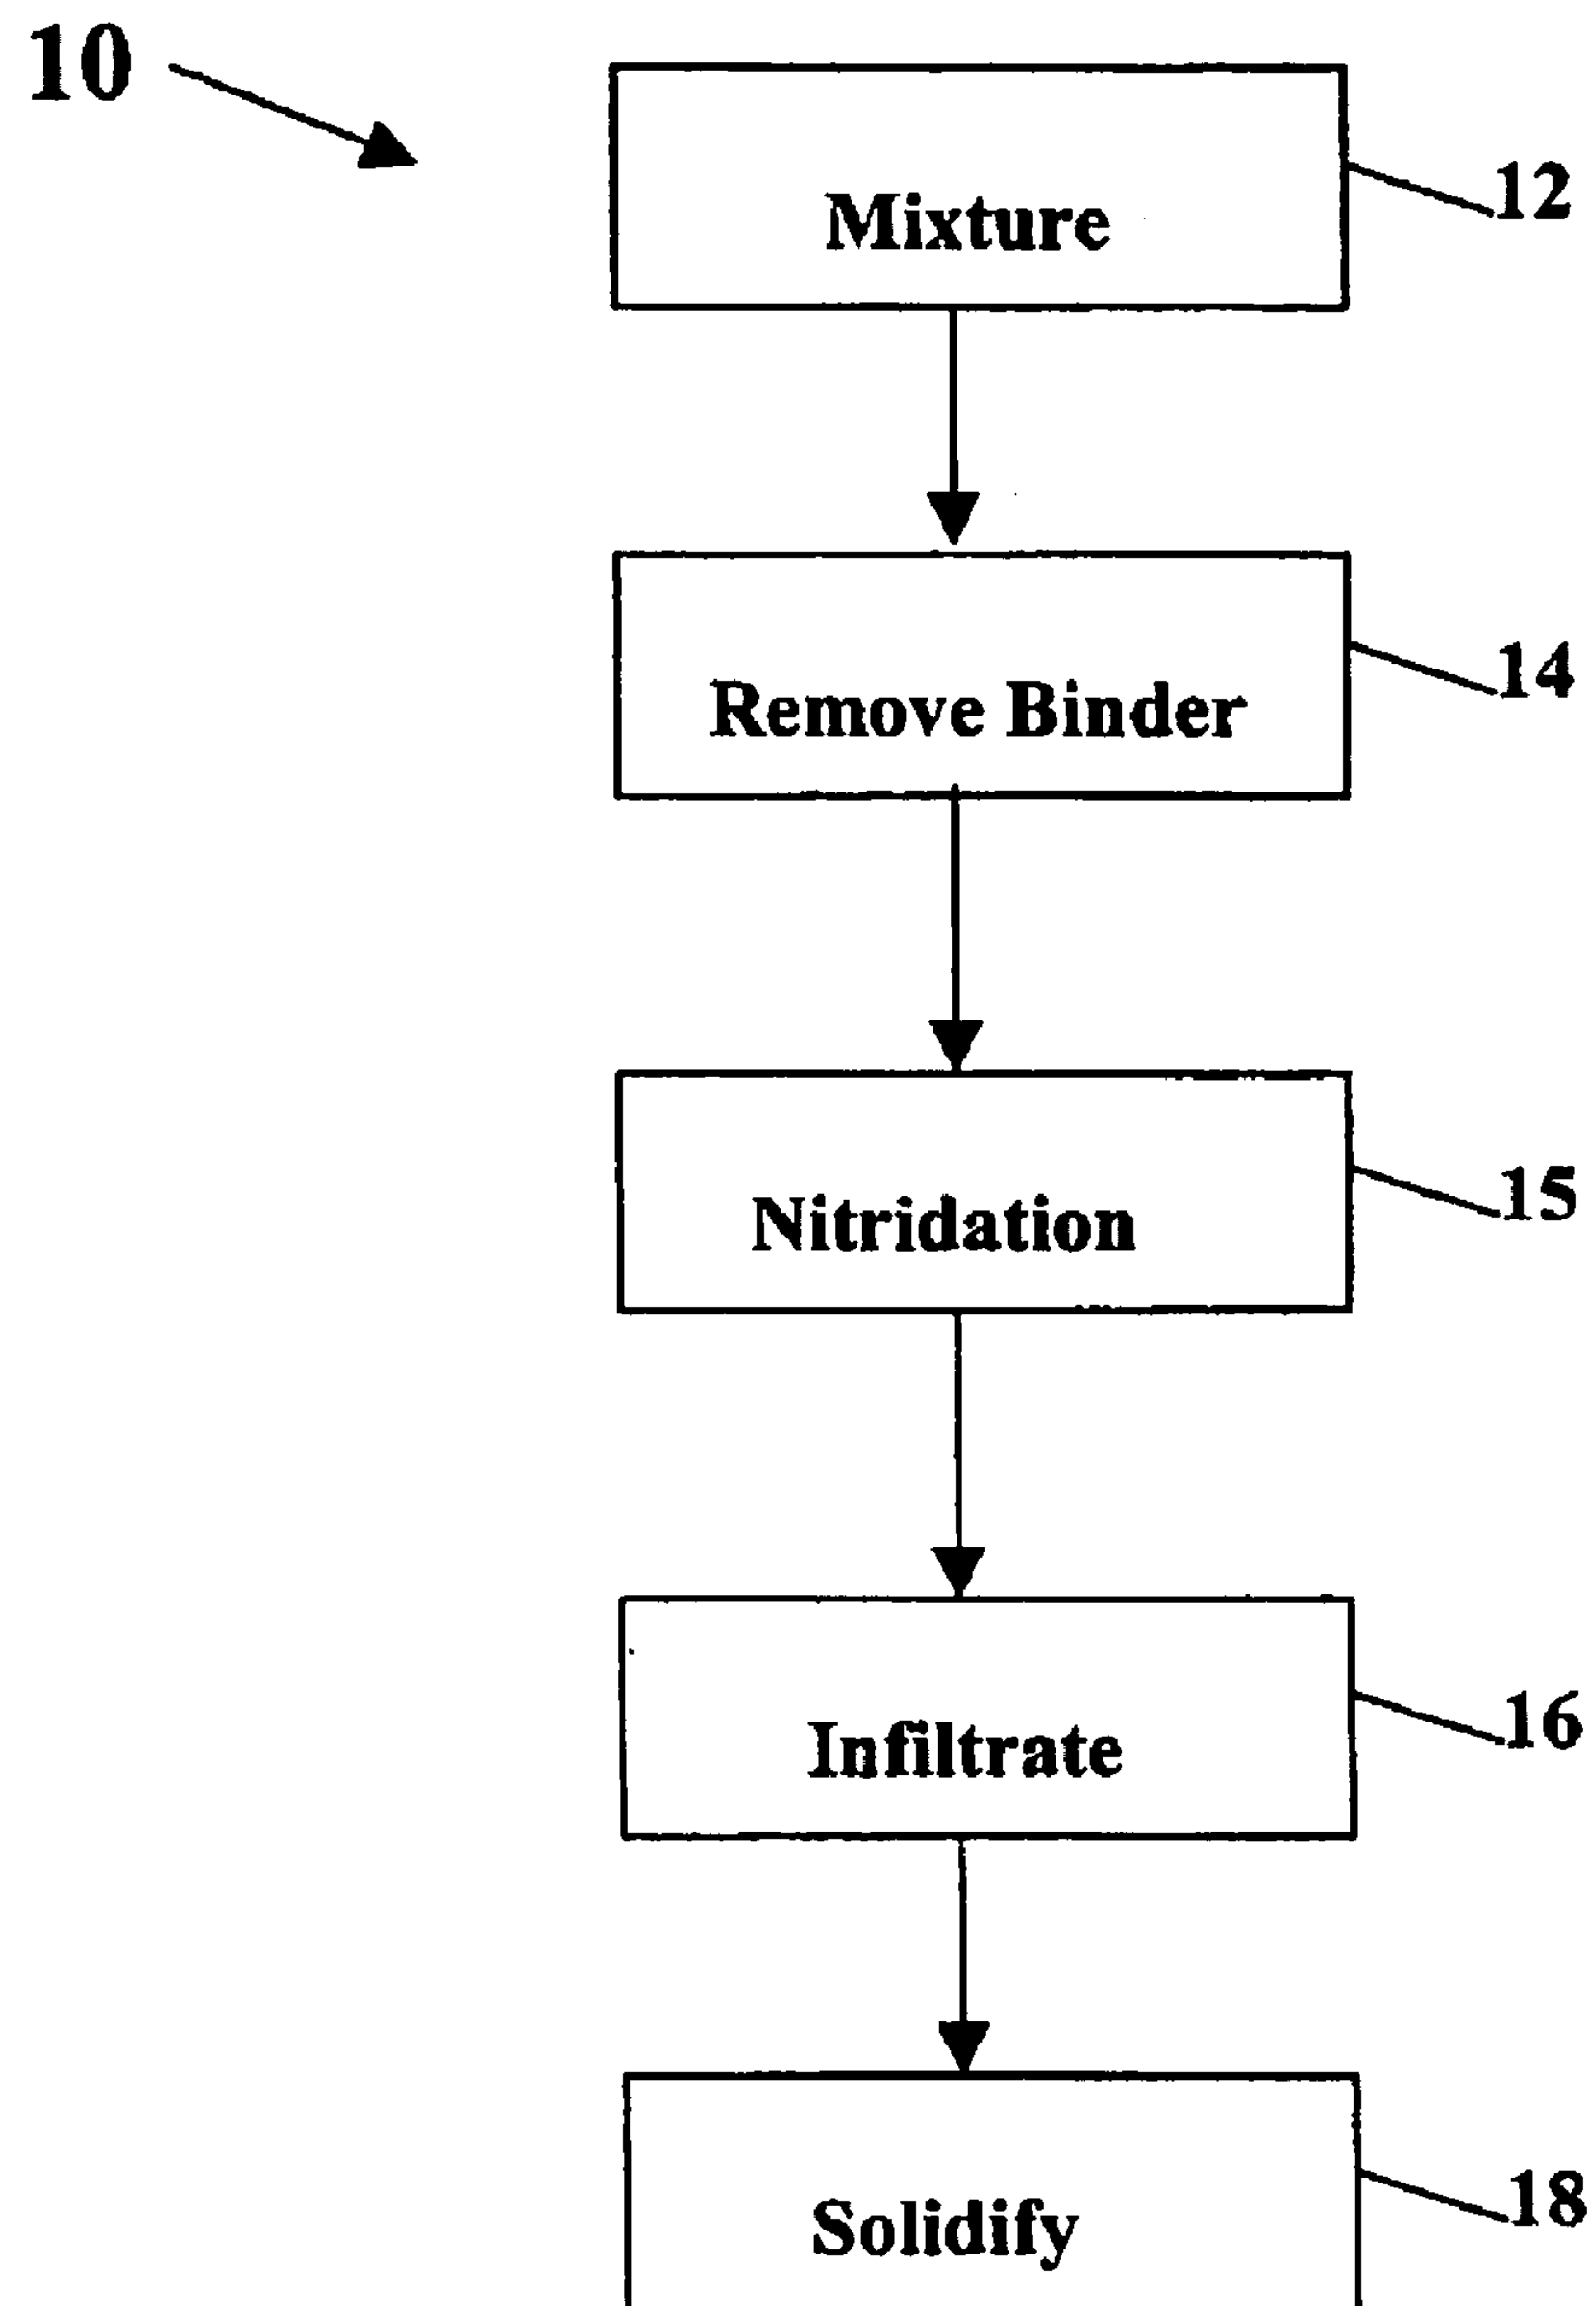 10
Mixture
12
Remove Binder
14
Nitridation
15
Infiltrate
16
Solidify
18